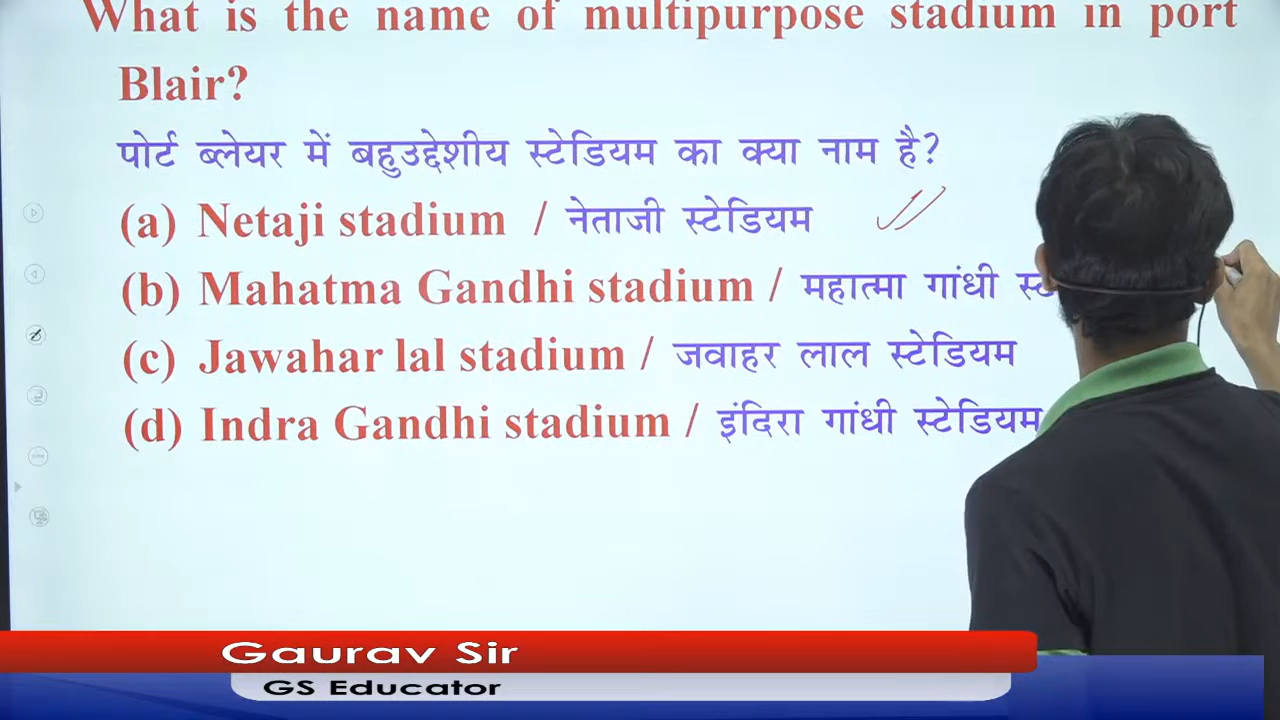 What is the name of multipurpose stadium in port
Blair?
पोर्ट ब्लेयर में बहुउद्देशीय स्टेडियम का क्या नाम है?
(a) Netaji stadium / नेताजी स्टेडियम
(b) Mahatma Gandhi stadium / महात्मा गांधी
(c) Jawahar lal stadium / जवाहर लाल स्टेडियम
(d) Indra Gandhi stadium / इंदिरा गांधी स्टेडियम
Gaurav Sir
GS Educator